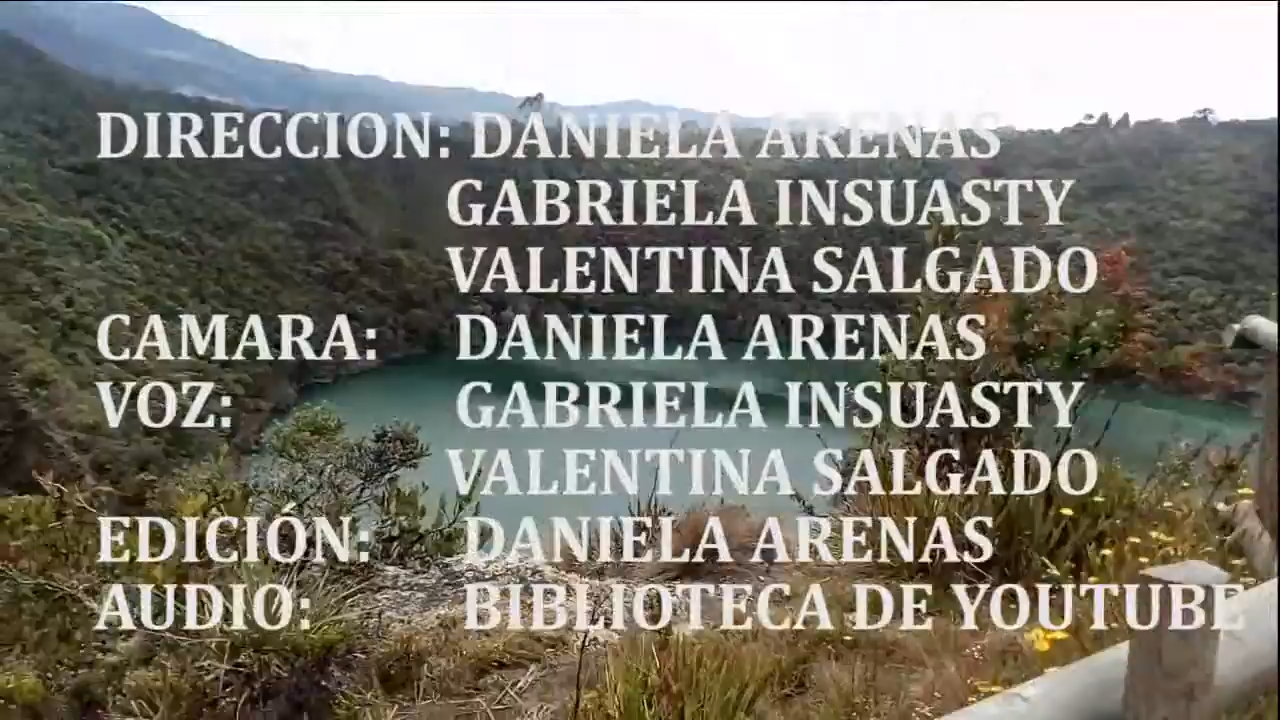 DIRECCION: DANIELA ARENAS
GABRIELA INSUASTY
VALENTINA SALGADO
CAMARA: DANIELA ARENAS
VOZ: GABRIELA INSUASTY
VALENTINA SALGADO
EDICIÓN: DANIELA ARENAS
AUDIO: BIBLIOTECA DE YOUTUBE